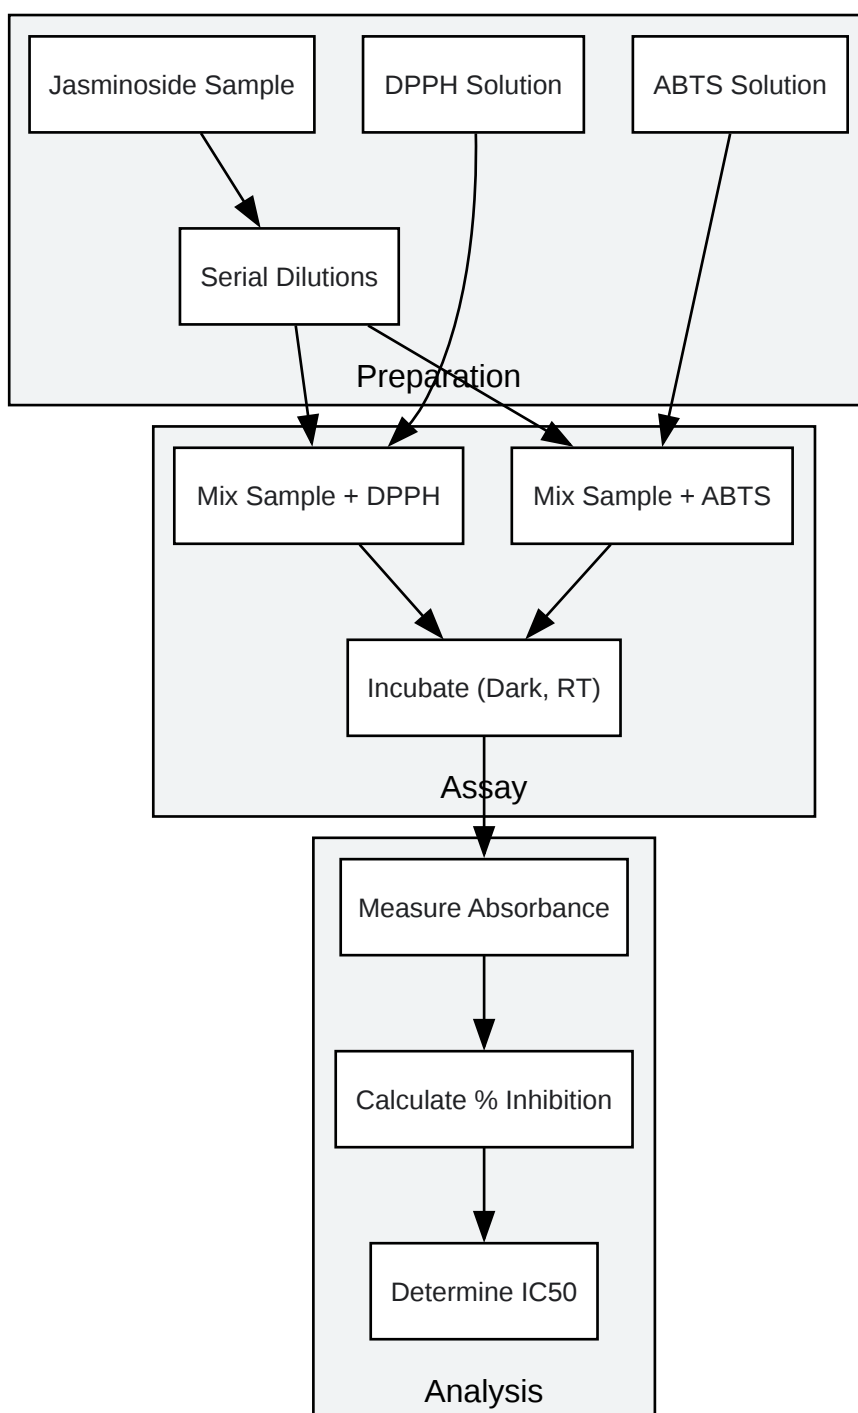 Jasminoside Sample
DPPH Solution
ABTS Solution
Serial Dilutions
Preparation
Mix Sample + DPPH
Mix Sample + ABTS
Incubate (Dark, RT)
Assay
Measure Absorbance
Calculate % Inhibition
Determine IC50
Analysis